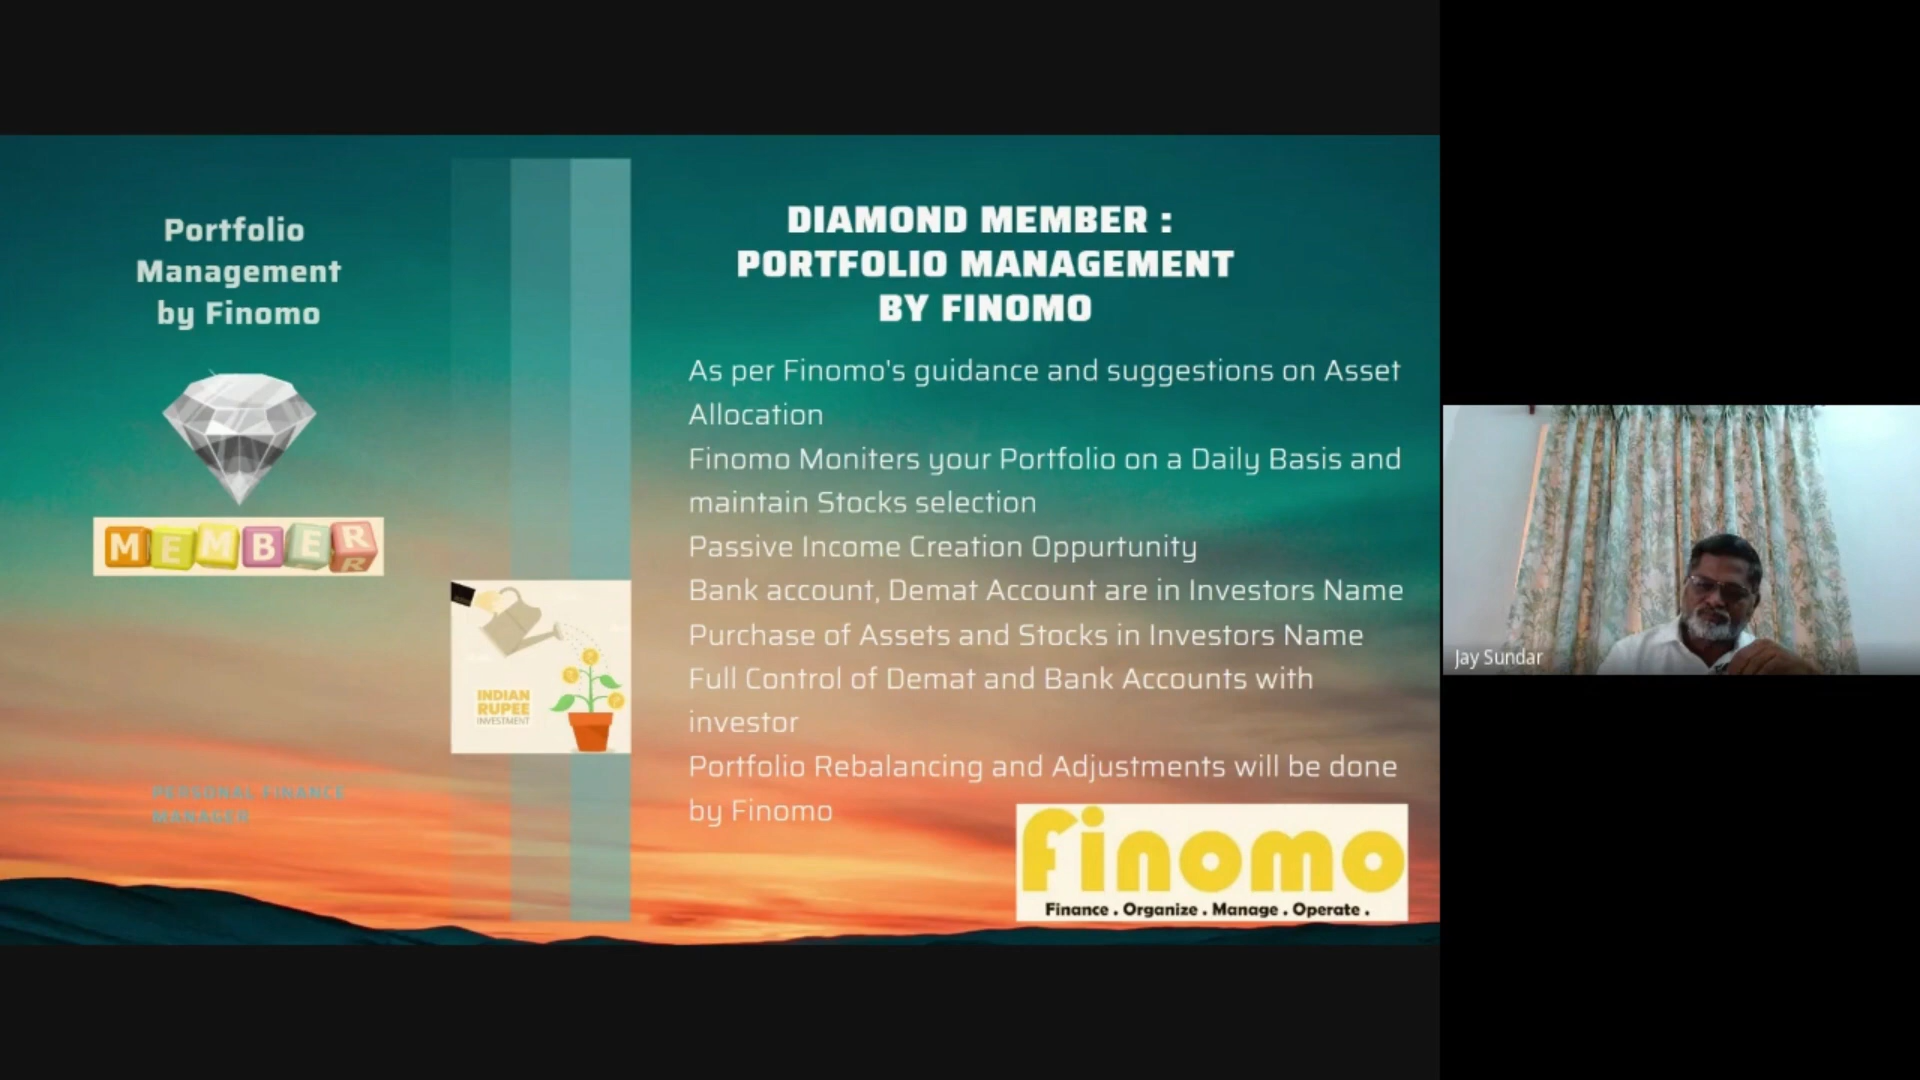 Portfolio
Management
by Finomo
MEMBER
PERSONAL FINANCE
MANAGER
INDIAN
RUPEE
INVESTMENT
DIAMOND MEMBER :
PORTFOLIO MANAGEMENT
BY FINOMO
As per Finomo's guidance and suggestions on Asset
Allocation
Finomo Moniters your Portfolio on a Daily Basis and
maintain Stocks selection
Passive Income Creation Oppurtunity
Bank account, Demat Account are in Investors Name
Purchase of Assets and Stocks in Investors Name
Full Control of Demat and Bank Accounts with
investor
Portfolio Rebalancing and Adjustments will be done
by Finomo
finomo
Finance . Organize . Manage . Operate .
Jay Sundar